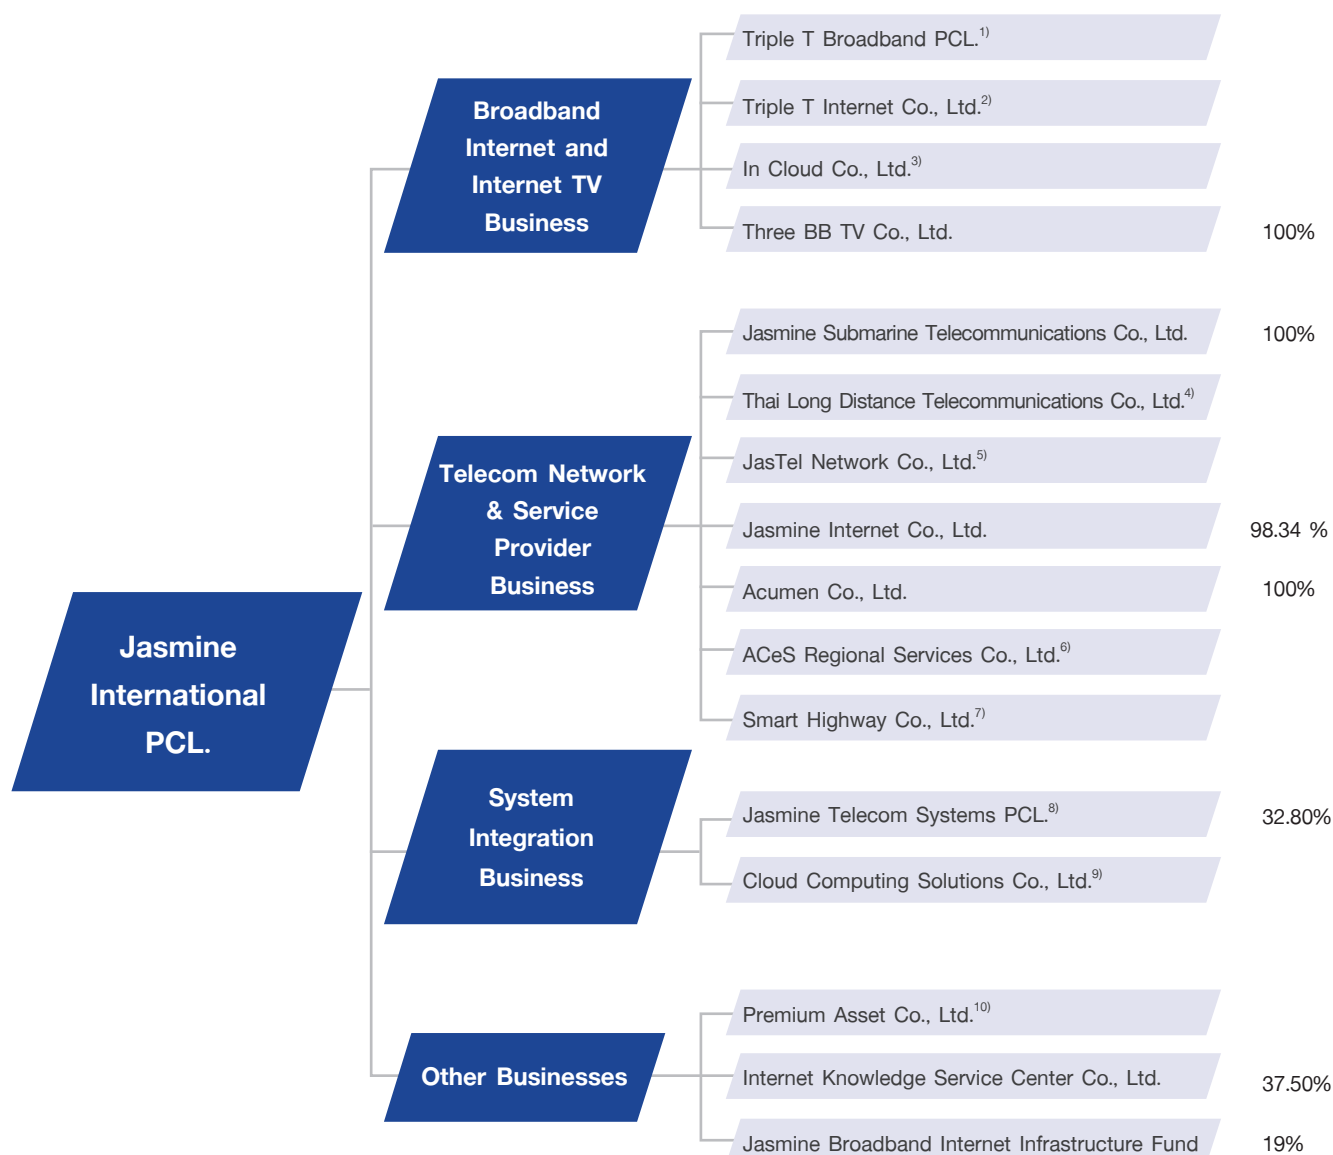 Jasmine
International
PCL.
Broadband
Internet and
Internet TV
Business
Triple T Broadband PCL.1)
Triple T Internet Co., Ltd.2)
In Cloud Co., Ltd.3)
Three BB TV Co., Ltd. 100%
Telecom Network
& Service
Provider
Business
Jasmine Submarine Telecommunications Co., Ltd. 100%
Thai Long Distance Telecommunications Co., Ltd.4)
JasTel Network Co., Ltd.5)
Jasmine Internet Co., Ltd. 98.34 %
Acumen Co., Ltd. 100%
ACeS Regional Services Co., Ltd.6)
Smart Highway Co., Ltd.7)
System
Integration
Business
Jasmine Telecom Systems PCL.8) 32.80%
Cloud Computing Solutions Co., Ltd.9)
Other Businesses
Premium Asset Co., Ltd.10)
Internet Knowledge Service Center Co., Ltd. 37.50%
Jasmine Broadband Internet Infrastructure Fund 19%